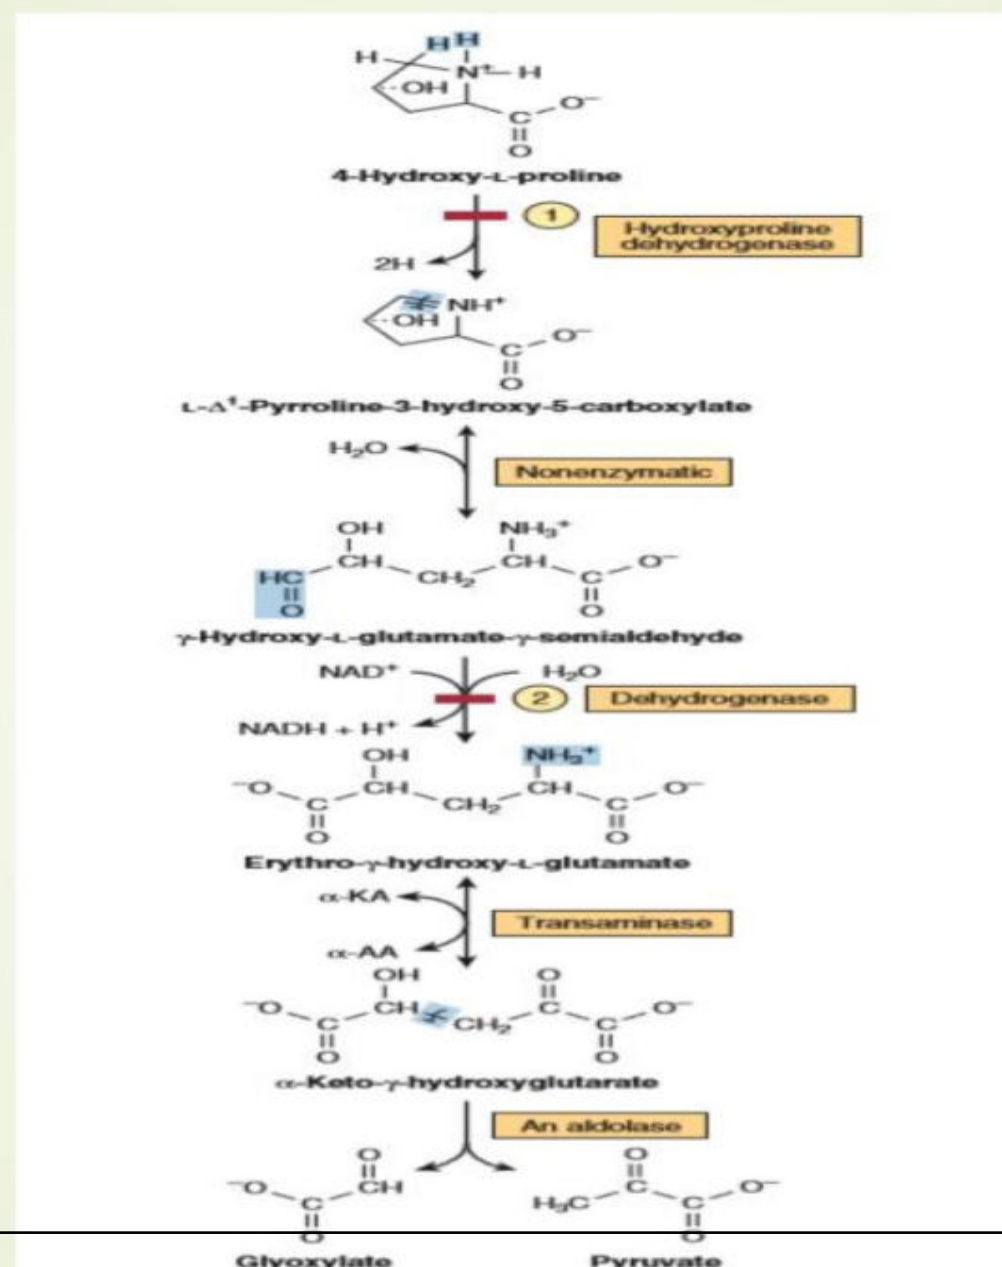 H H H
N⁺—H
OH
C O⁻
O
4-Hydroxy-L-proline
1
Hydroxyproline
dehydrogenase
2H
NH⁺
OH
C O⁻
O
L-Δ¹-Pyrroline-3-hydroxy-5-carboxylate
H₂O
Nonenzymatic
OH NH₃⁺
HC CH CH₂ CH C O⁻
O O
γ-Hydroxy-L-glutamate-γ-semialdehyde
NAD⁺ H₂O
2 Dehydrogenase
NADH + H⁺
OH NH₃⁺
⁻O C CH CH₂ CH C O⁻
O O
Erythro-γ-hydroxy-L-glutamate
α-KA
Transaminase
α-AA
OH O
⁻O C CH CH₂ C C O⁻
O O
α-Keto-γ-hydroxyglutarate
An aldolase
O O
⁻O C CH H₃C C C O⁻
O O
Glyoxylate Pyruvate